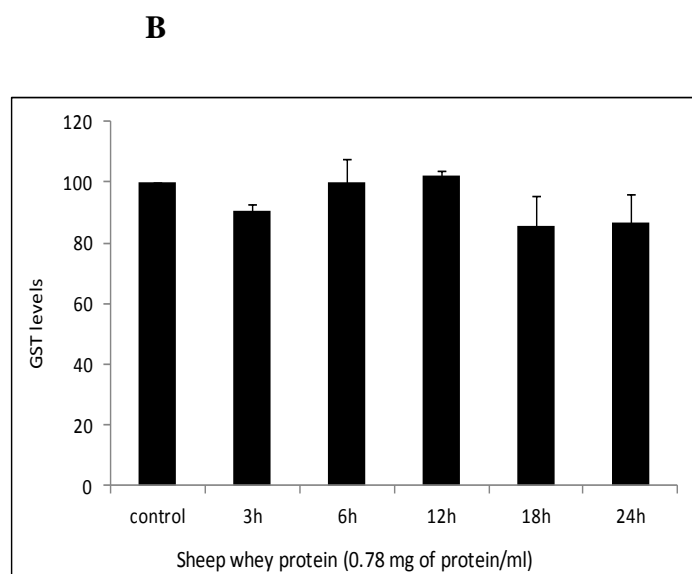 B
120
100
80
60
40
20
0
GST levels
control 3h 6h 12h 18h 24h
Sheep whey protein (0.78 mg of protein/ml)